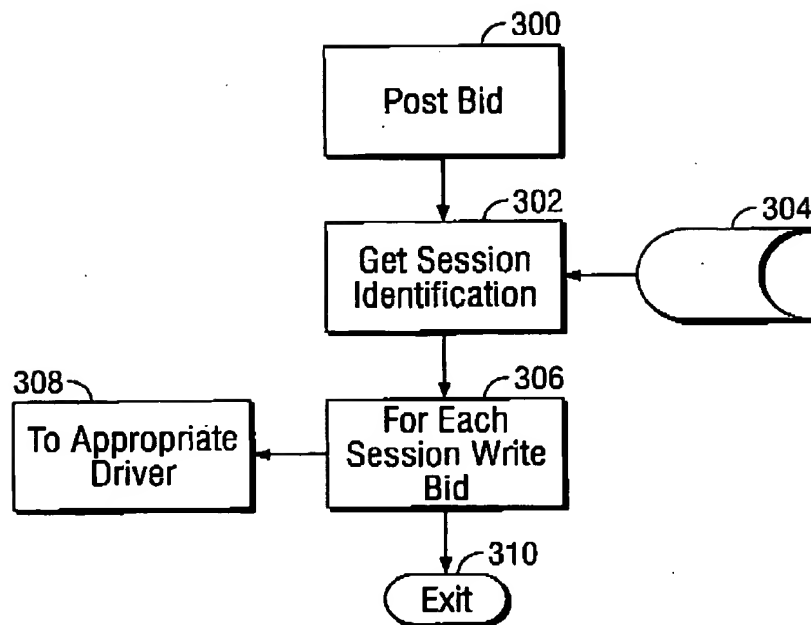 300
Post Bid
302
304
Get Session
Identification
308
306
To Appropriate
Driver
For Each
Session Write
Bid
310
Exit